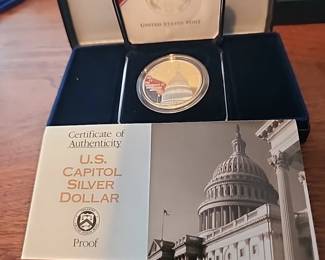 UNITED STATES MINT
Certificate of
Authenticity
U.S.
CAPITOL
SILVER
DOLLAR
Proof